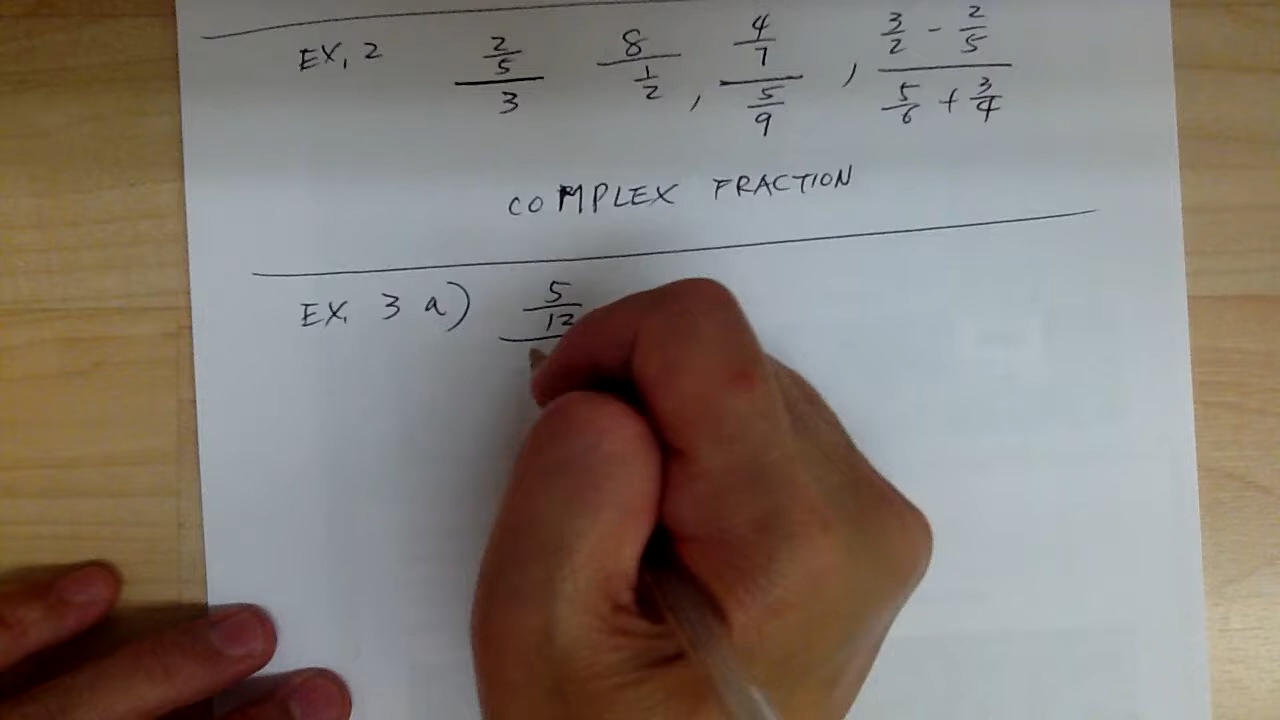 EX. 2 2/5 / 3 8 / 1/2 , 4/7 / 5/9 , 3/2 - 2/5 / 5/6 + 3/4
COMPLEX FRACTION
EX. 3 a) 5/12